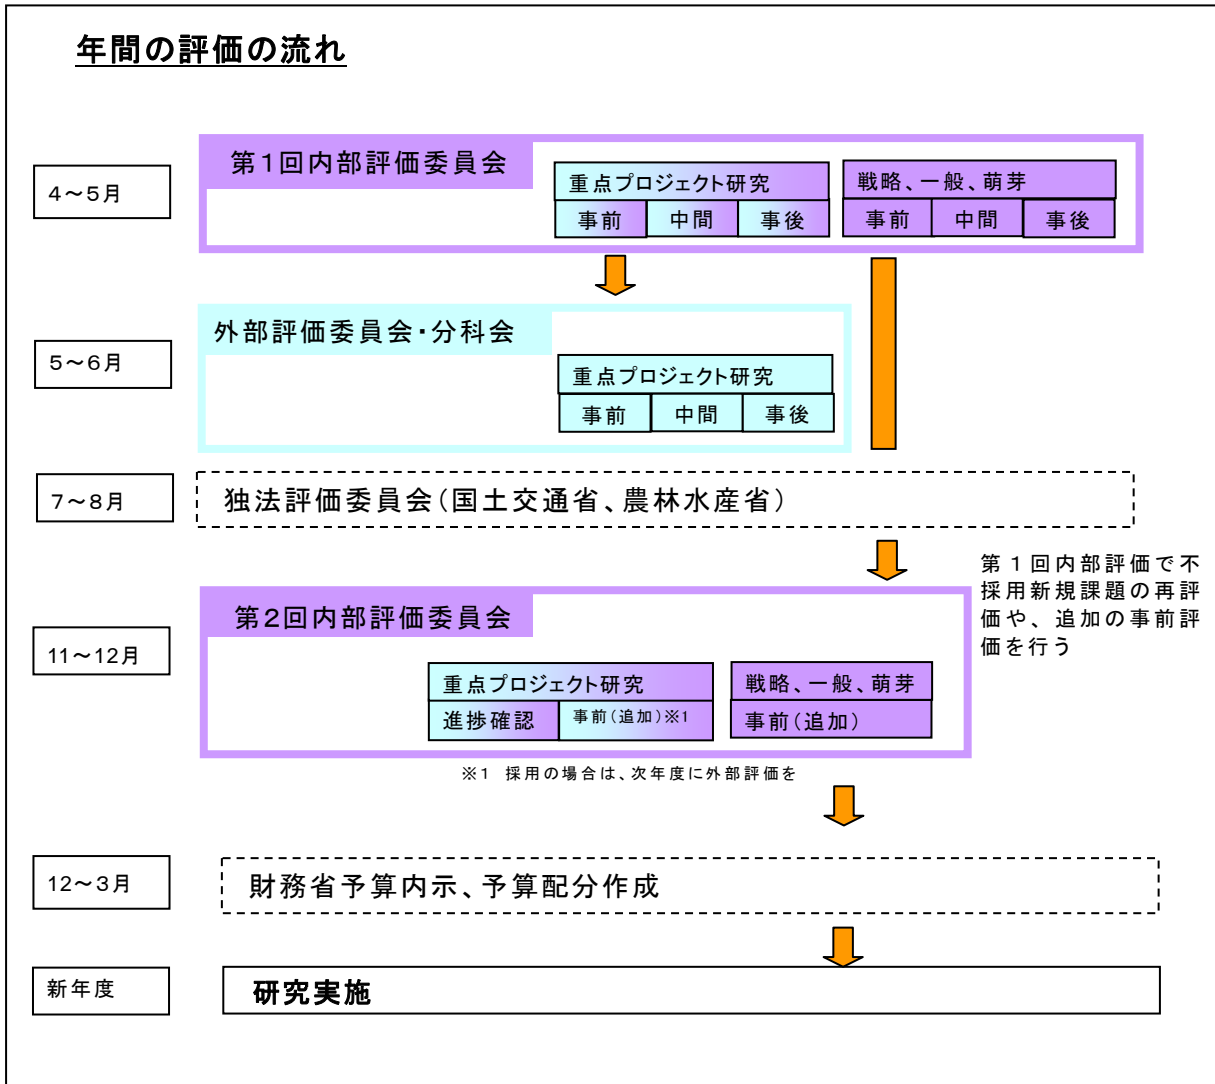 年間の評価の流れ
4～5月
第1回内部評価委員会
重点プロジェクト研究
事前 中間 事後
戦略、一般、萌芽
事前 中間 事後
5～6月
外部評価委員会・分科会
重点プロジェクト研究
事前 中間 事後
7～8月
独法評価委員会(国土交通省、農林水産省)
第1回内部評価で不
採用新規課題の再評
価や、追加の事前評
価を行う
11～12月
第2回内部評価委員会
重点プロジェクト研究
進捗確認 事前(追加)※1
戦略、一般、萌芽
事前(追加)
※1 採用の場合は、次年度に外部評価を
12～3月
財務省予算内示、予算配分作成
新年度
研究実施